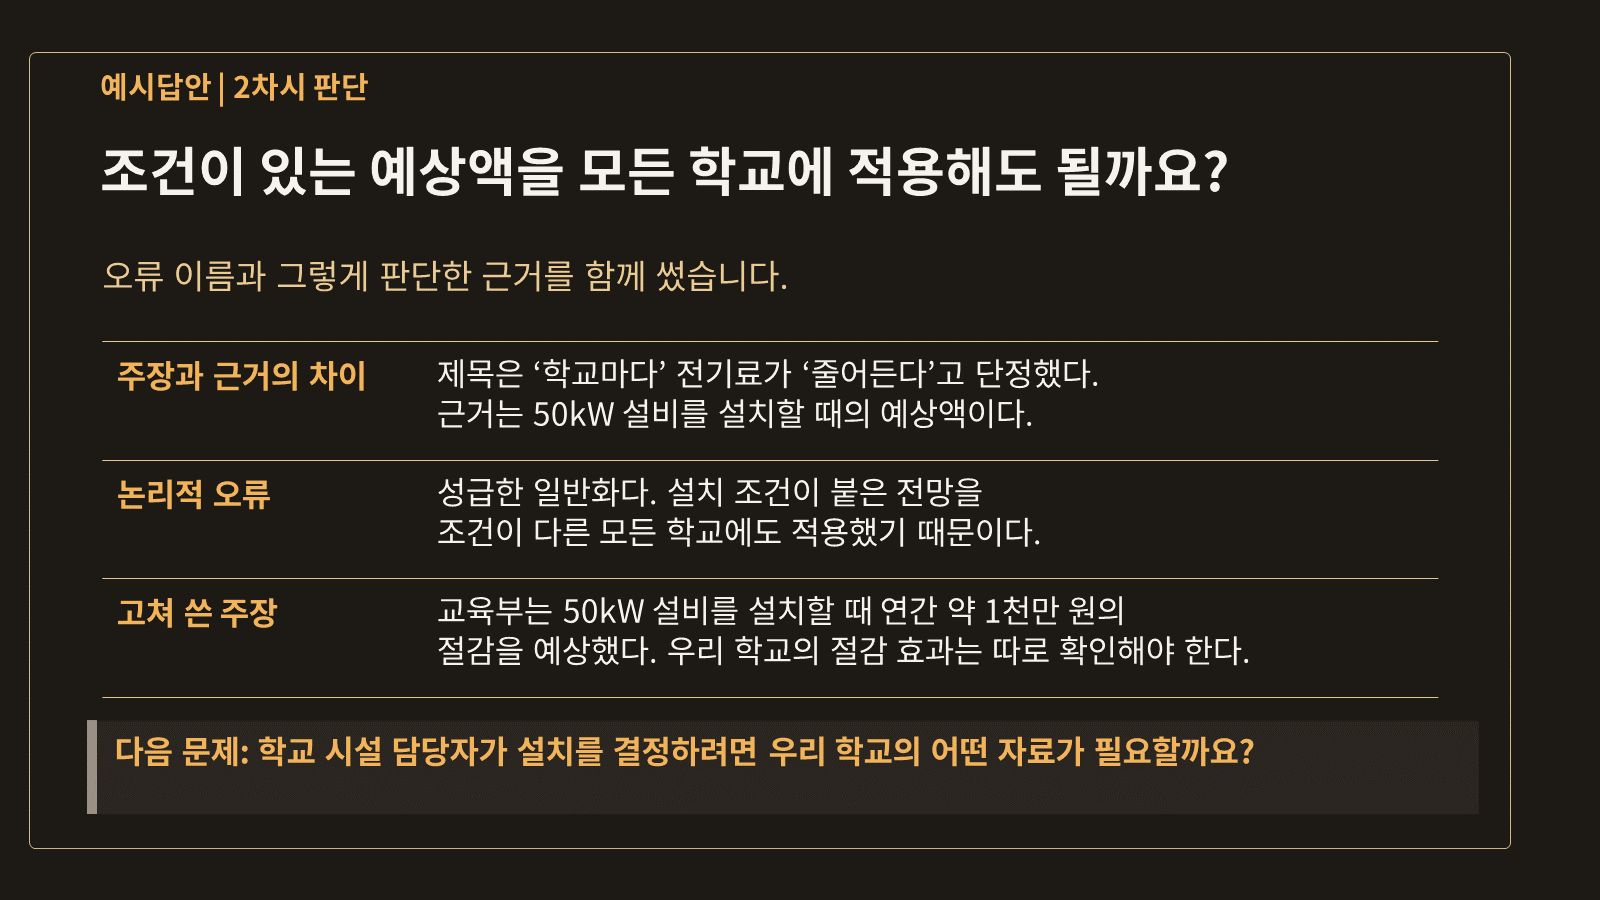 예시답안 | 2차시 판단
조건이 있는 예상액을 모든 학교에 적용해도 될까요?
오류 이름과 그렇게 판단한 근거를 함께 썼습니다.
주장과 근거의 차이
제목은 ‘학교마다’ 전기료가 ‘줄어든다’고 단정했다.
근거는 50kW 설비를 설치할 때의 예상액이다.
논리적 오류
성급한 일반화다. 설치 조건이 붙은 전망을
조건이 다른 모든 학교에도 적용했기 때문이다.
고쳐 쓴 주장
교육부는 50kW 설비를 설치할 때 연간 약 1천만 원의
절감을 예상했다. 우리 학교의 절감 효과는 따로 확인해야 한다.
다음 문제: 학교 시설 담당자가 설치를 결정하려면 우리 학교의 어떤 자료가 필요할까요?